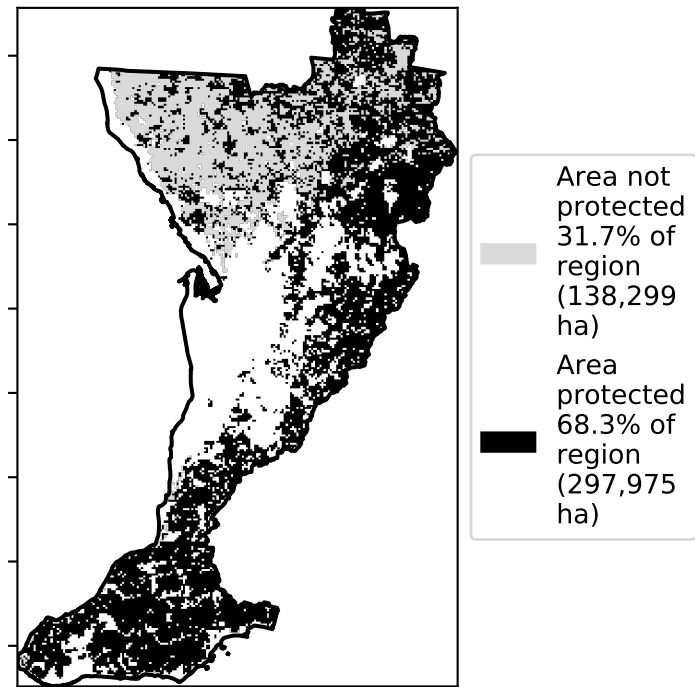 Area not
protected
31.7% of
region
(138,299
ha)
Area
protected
68.3% of
region
(297,975
ha)